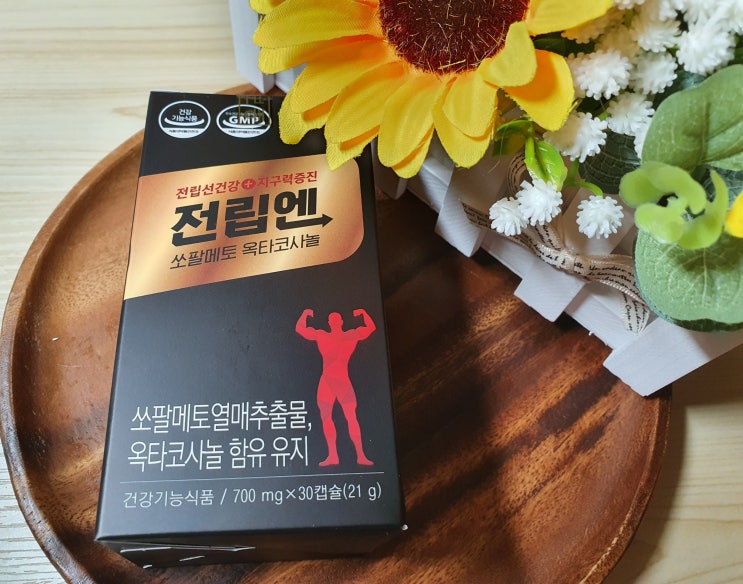 건강
기능식품
GMP
전립선건강 + 지구력증진
전립엔
쏘팔메토 옥타코사놀
쏘팔메토열매추출물,
옥타코사놀 함유 유지
건강기능식품 / 700 mg×30캡슐(21 g)